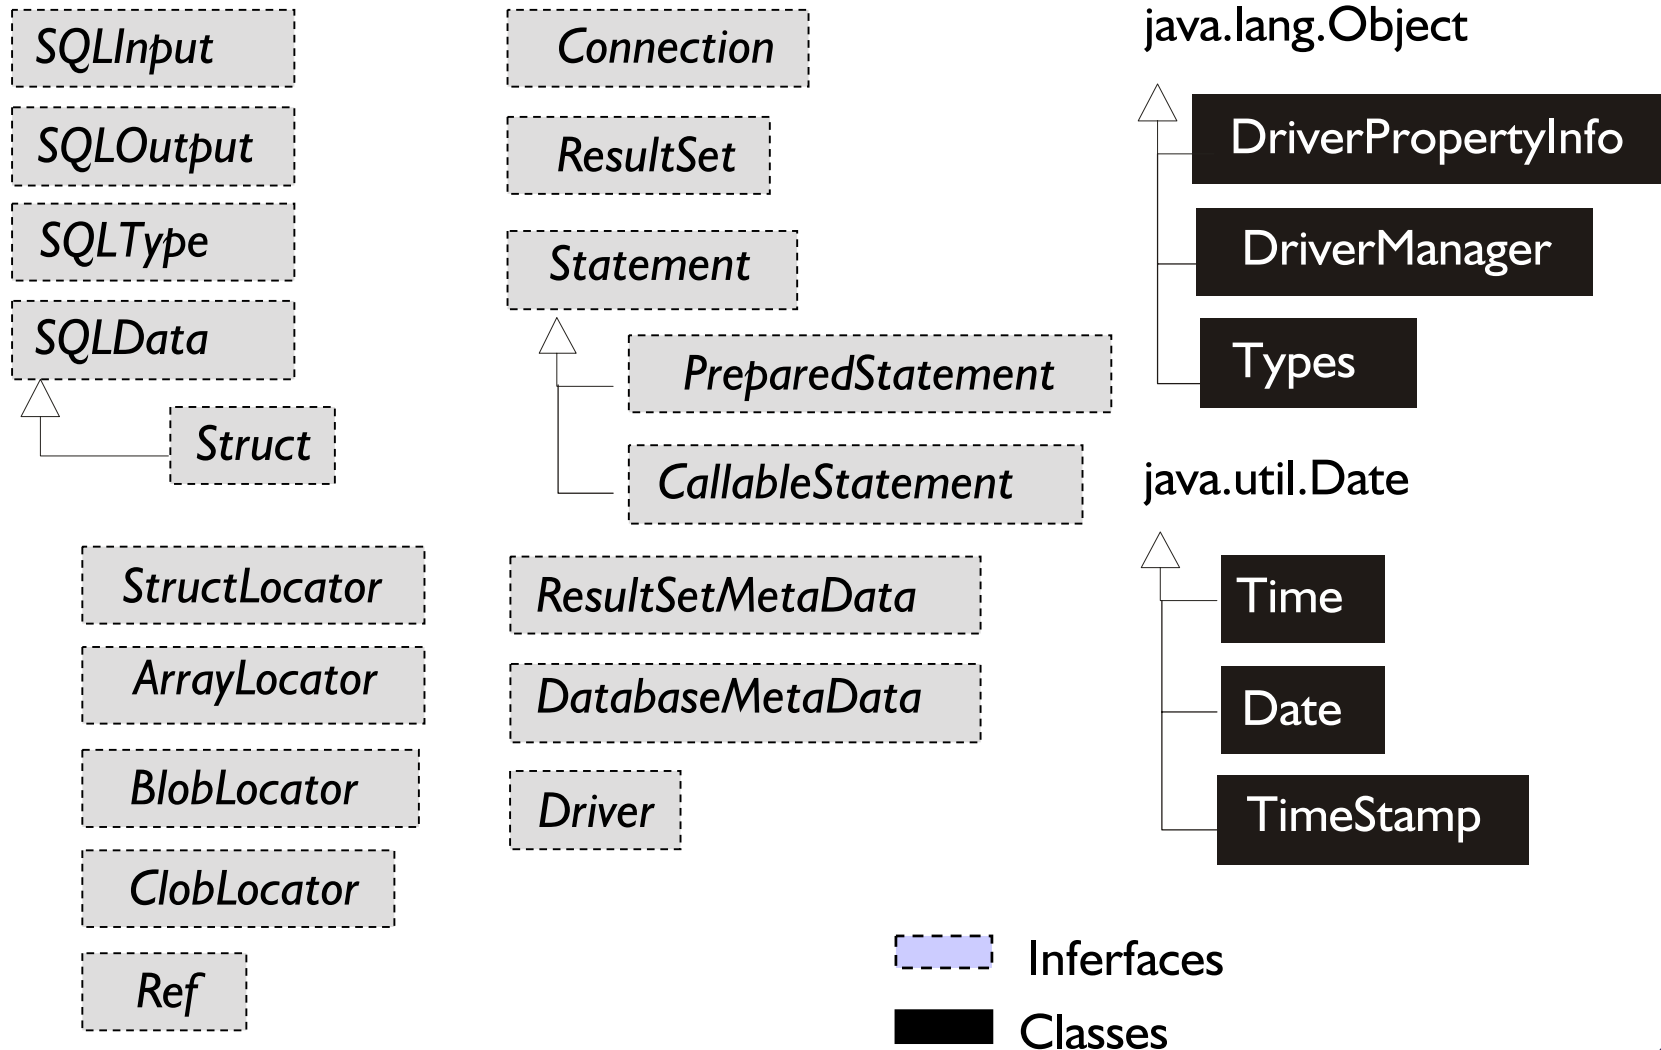 SQLInput
SQLOutput
SQLType
SQLData
Struct
StructLocator
ArrayLocator
BlobLocator
ClobLocator
Ref
Connection
ResultSet
Statement
PreparedStatement
CallableStatement
ResultSetMetaData
DatabaseMetaData
Driver
java.lang.Object
DriverPropertyInfo
DriverManager
Types
java.util.Date
Time
Date
TimeStamp
Inferfaces
Classes